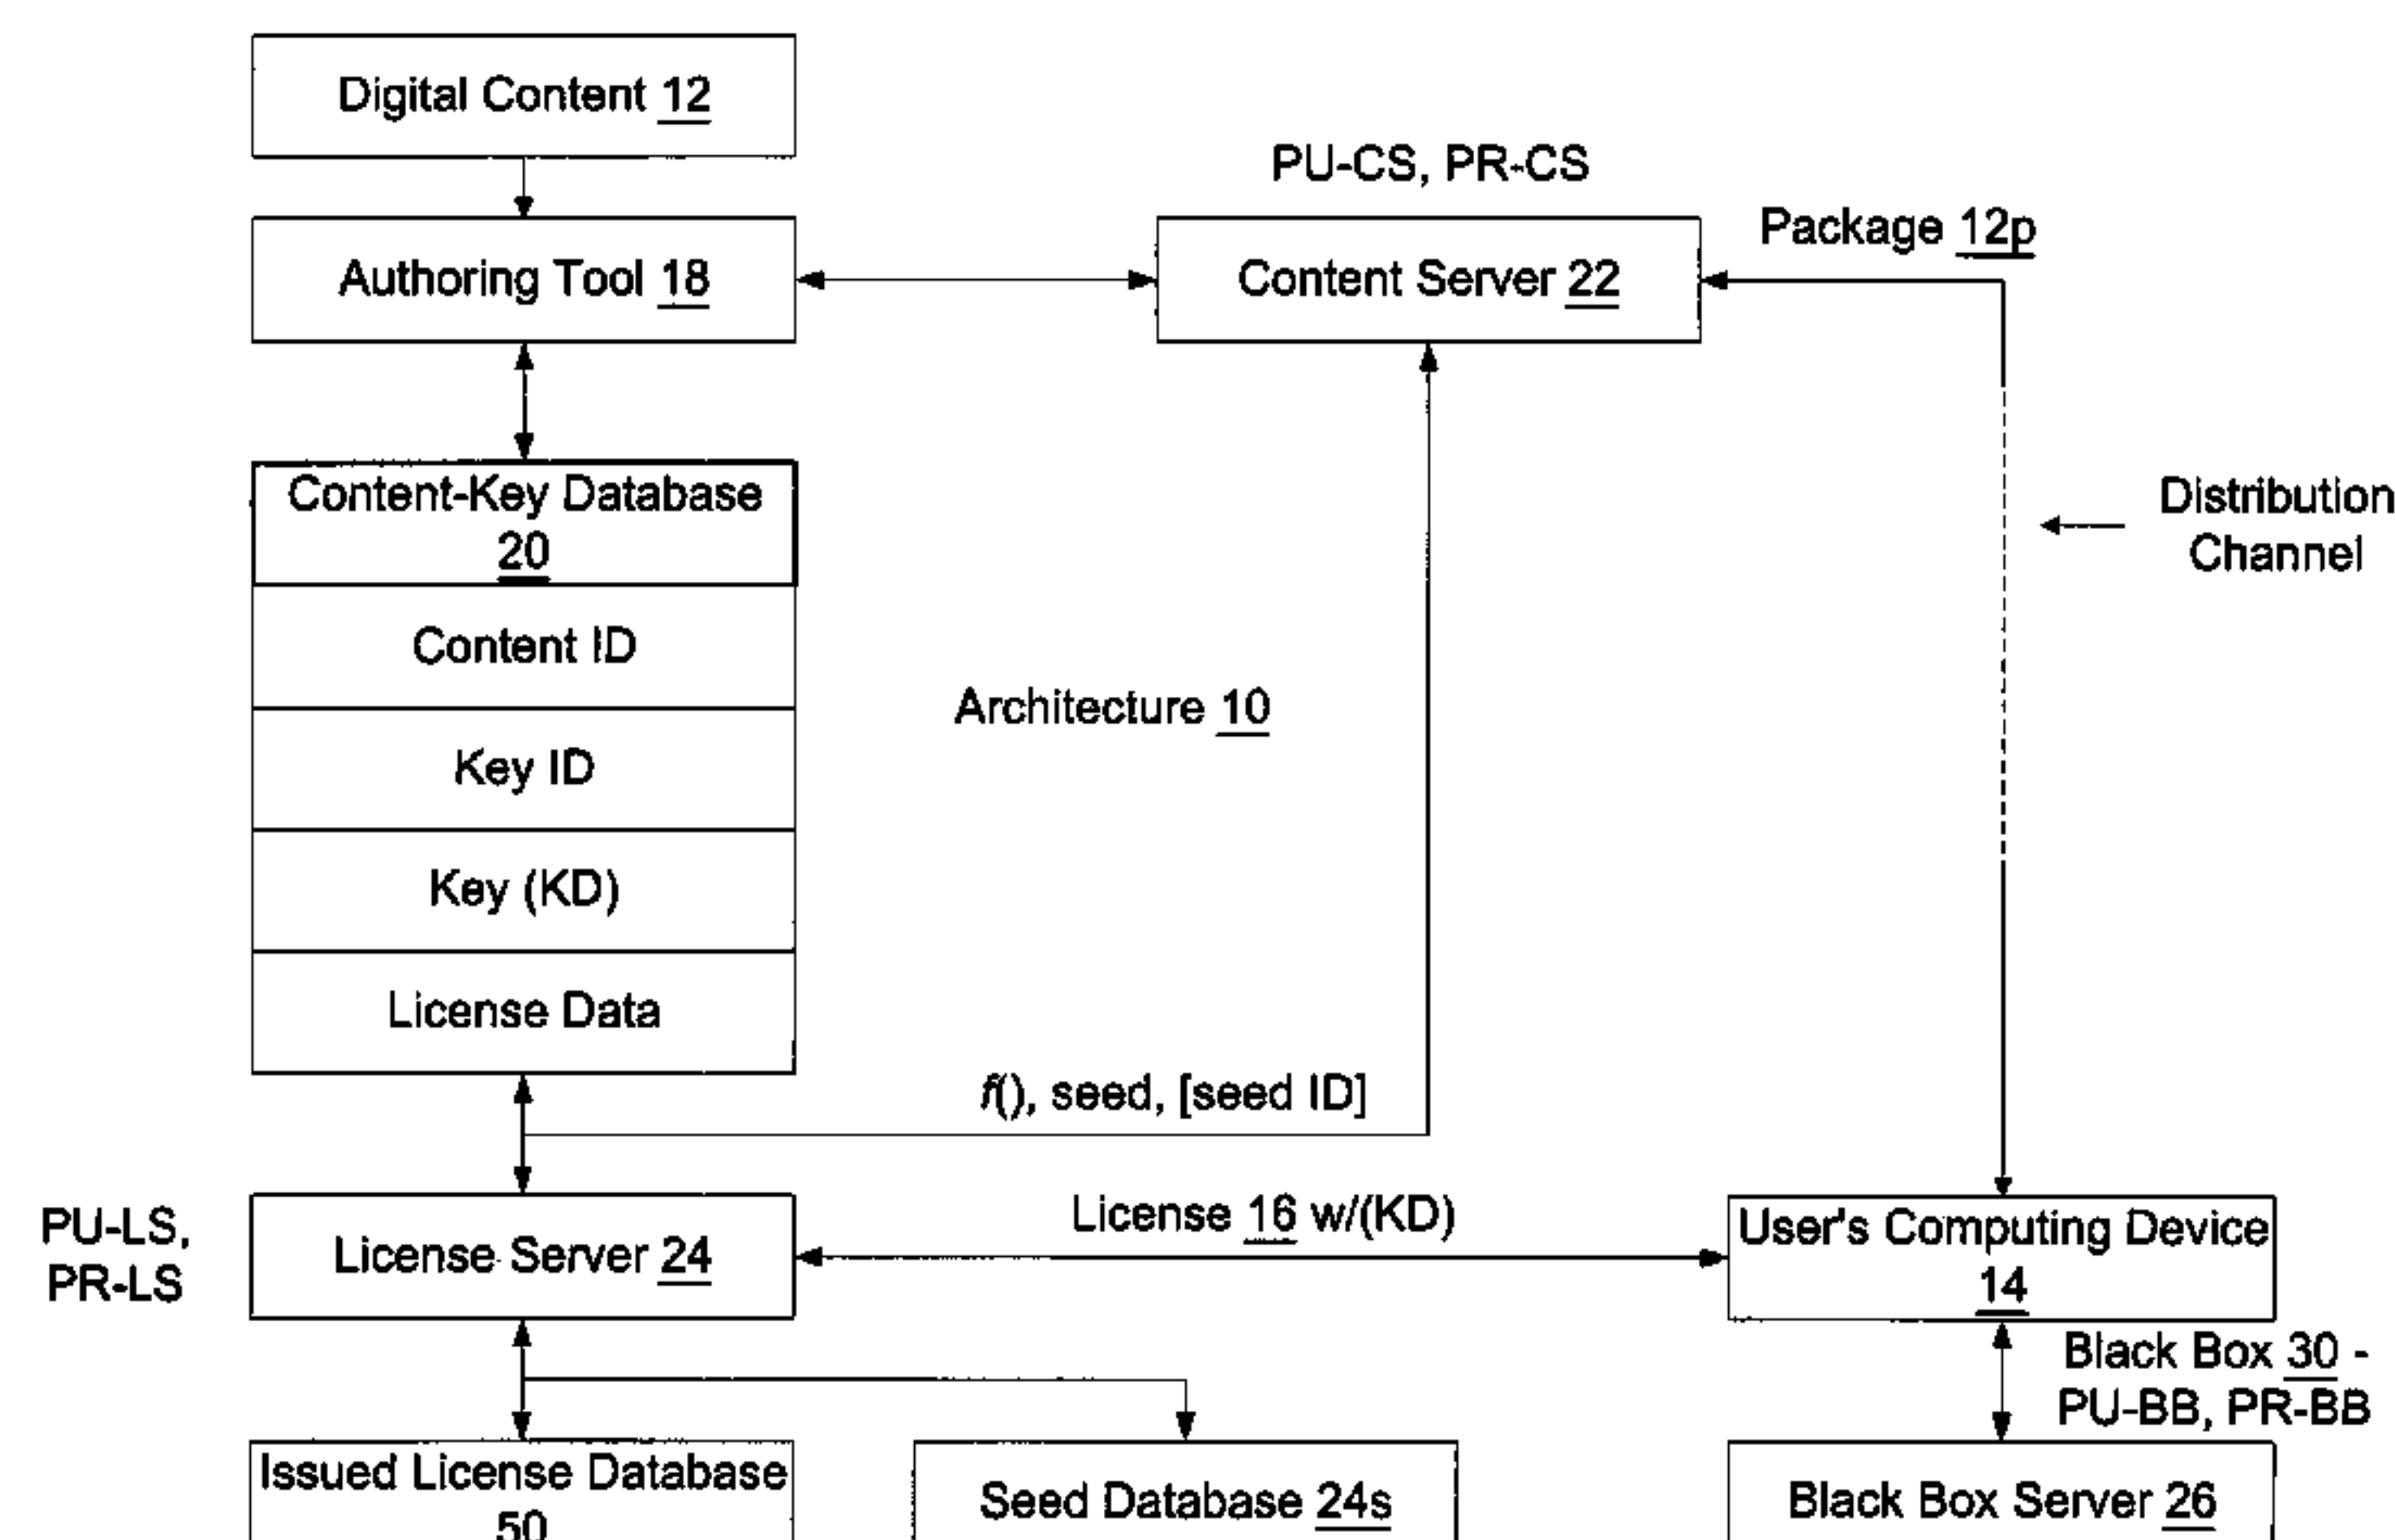 Digital Content 12
PU-CS, PR-CS
Package 12p
Authoring Tool 18
Content Server 22
Content-Key Database
20
Distribution
Channel
Content ID
Architecture 10
Key ID
Key (KD)
License Data
f(), seed, [seed ID]
PU-LS,
PR-LS
License Server 24
License 16 w/(KD)
User's Computing Device
14
Black Box 30 -
PU-BB, PR-BB
Issued License Database
50
Seed Database 24s
Black Box Server 26